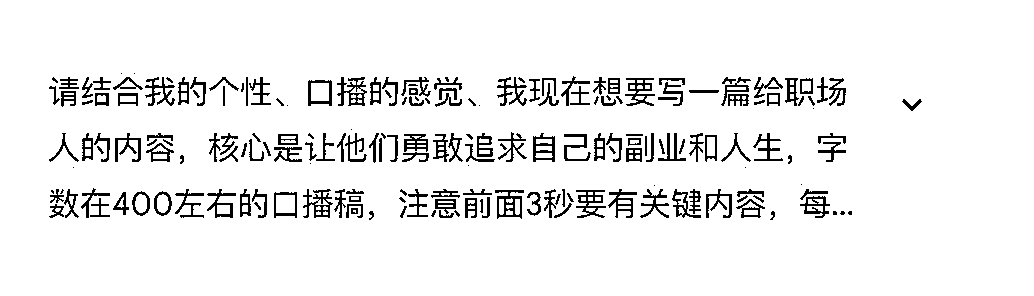 请结合我的个性、口播的感觉、我现在想要写一篇给职场
人的内容，核心是让他们勇敢追求自己的副业和人生，字
数在400左右的口播稿，注意前面3秒要有关键内容，每...